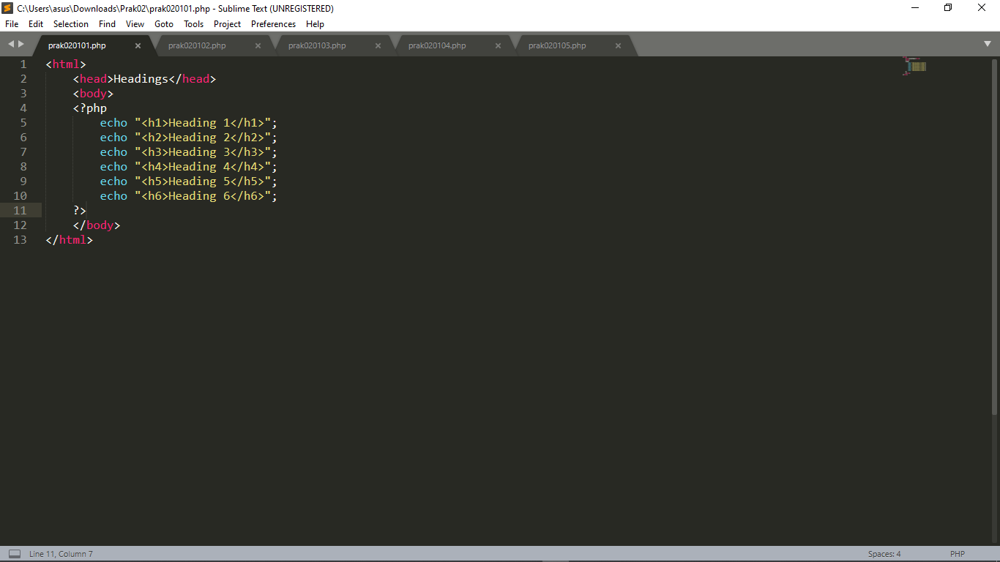 C:\Users\asus\Downloads\Prak02\prak020101.php - Sublime Text (UNREGISTERED)
File Edit Selection Find View Goto Tools Project Preferences Help
prak020101.php × prak020102.php × prak020103.php × prak020104.php × prak020105.php ×
1 <html>
2     <head>Headings</head>
3     <body>
4     <?php
5         echo "<h1>Heading 1</h1>";
6         echo "<h2>Heading 2</h2>";
7         echo "<h3>Heading 3</h3>";
8         echo "<h4>Heading 4</h4>";
9         echo "<h5>Heading 5</h5>";
10         echo "<h6>Heading 6</h6>";
11     ?>
12     </body>
13 </html>
Line 11, Column 7 Spaces: 4 PHP